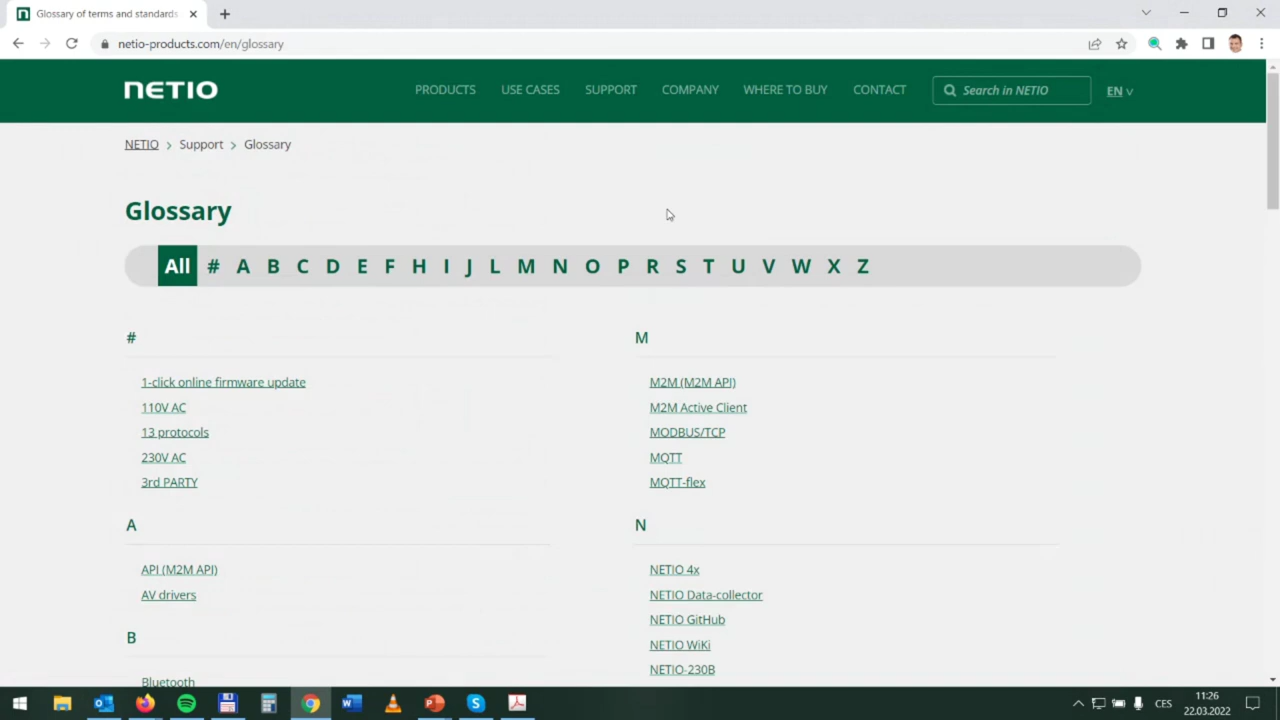 Glossary of terms and standards
netio-products.com/en/glossary
NETIO
PRODUCTS USE CASES SUPPORT COMPANY WHERE TO BUY CONTACT Search in NETIO EN
NETIO > Support > Glossary
Glossary
All # A B C D E F H I J L M N O P R S T U V W X Z
#
1-click online firmware update
110V AC
13 protocols
230V AC
3rd PARTY
A
API (M2M API)
AV drivers
B
Bluetooth
M
M2M (M2M API)
M2M Active Client
MODBUS/TCP
MQTT
MQTT-flex
N
NETIO 4x
NETIO Data-collector
NETIO GitHub
NETIO WiKi
NETIO-230B
CES
11:26
22.03.2022